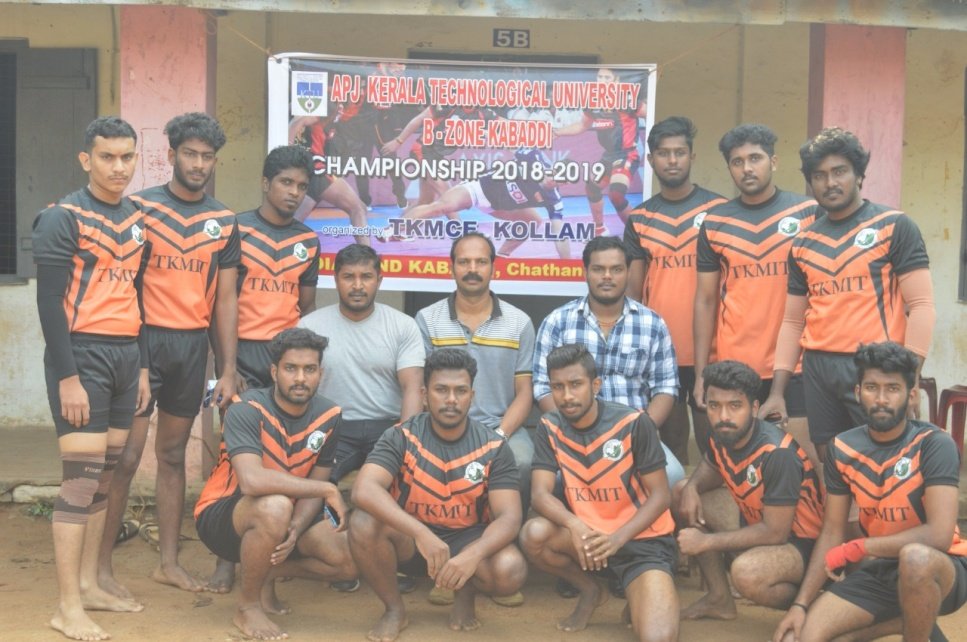 5B
APJ KERALA TECHNOLOGICAL UNIVERSITY
B - ZONE KABADDI
CHAMPIONSHIP 2018-2019
organized by TKMCE KOLLAM
TKMIT
TKMIT
TKMIT
TKMIT
TKMIT
TKMIT
TKMIT
TKMIT
TKMIT